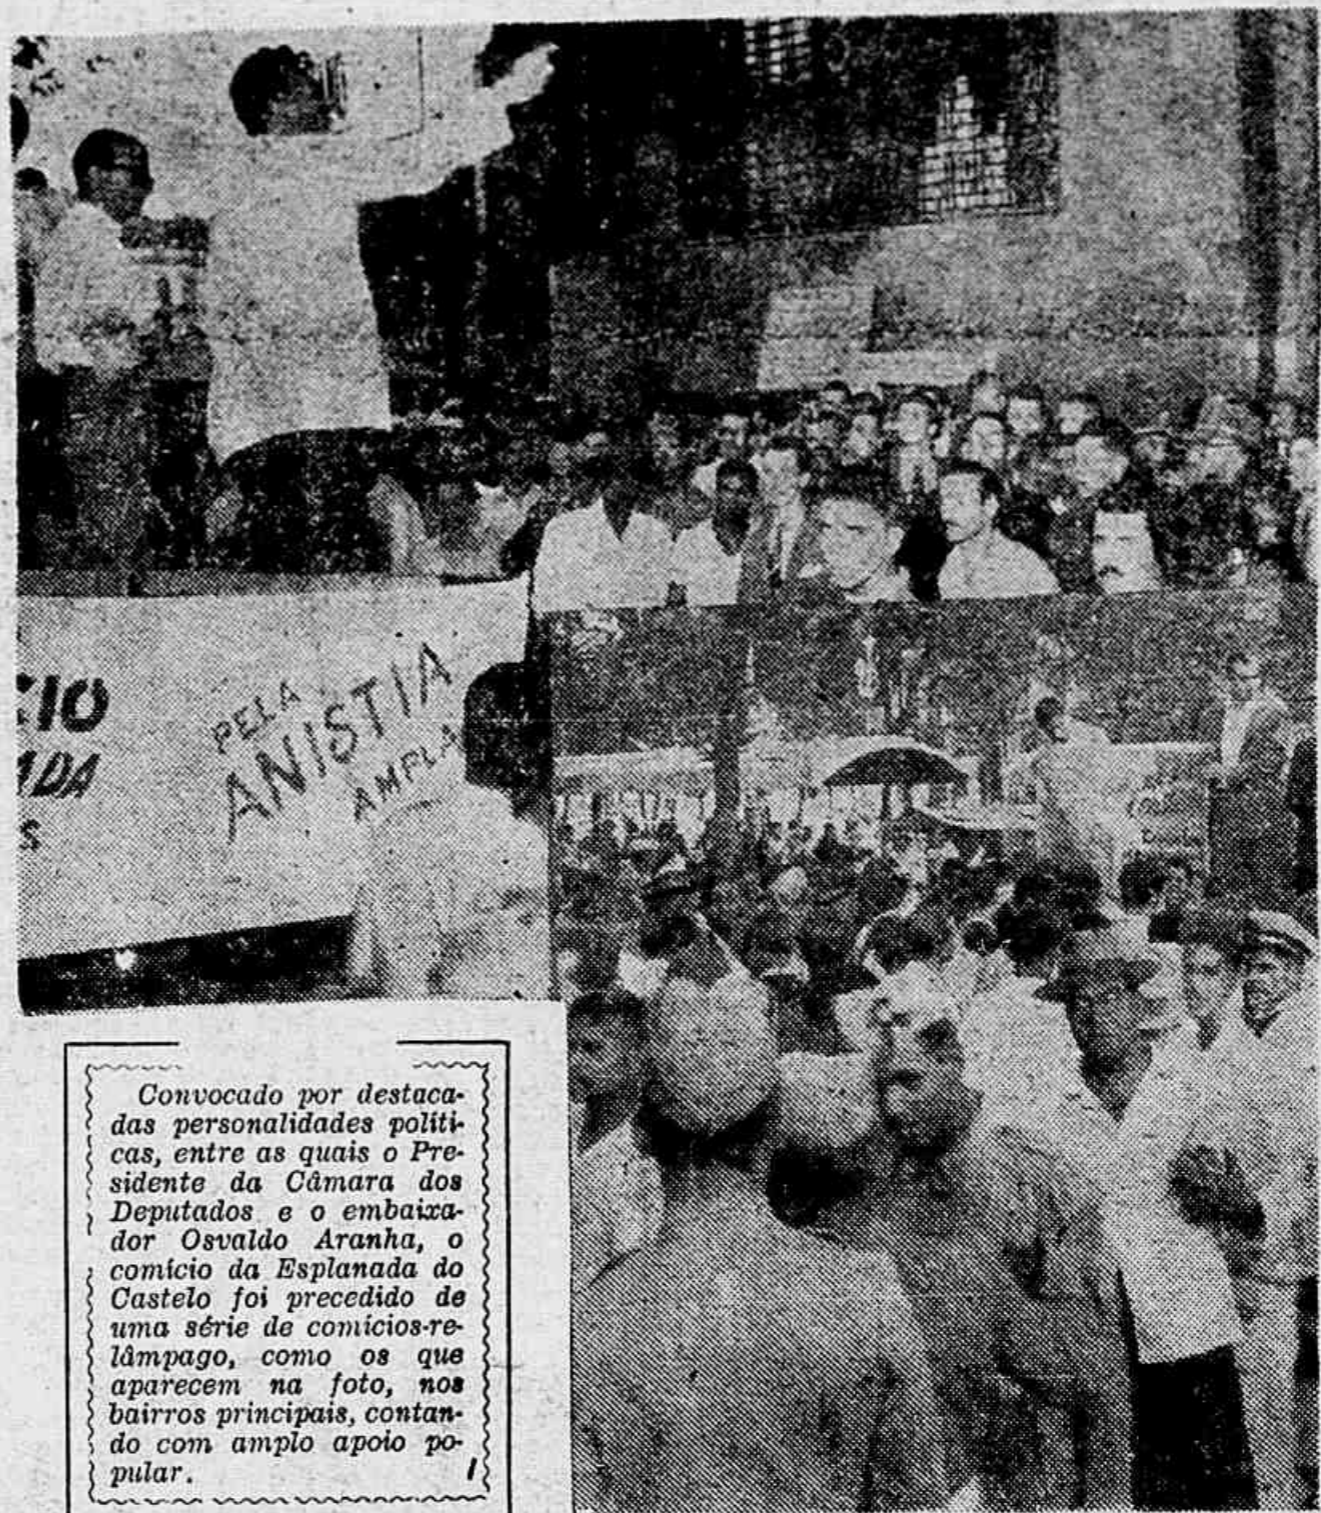 CIO
ADA
S
PELA
ANISTIA
AMPLA
Convocado por destaca-
das personalidades políti-
cas, entre as quais o Pre-
sidente da Câmara dos
Deputados e o embaixa-
dor Osvaldo Aranha, o
comício da Esplanada do
Castelo foi precedido de
uma série de comícios-re-
lâmpago, como os que
aparecem na foto, nos
bairros principais, contan-
do com amplo apoio po-
pular.